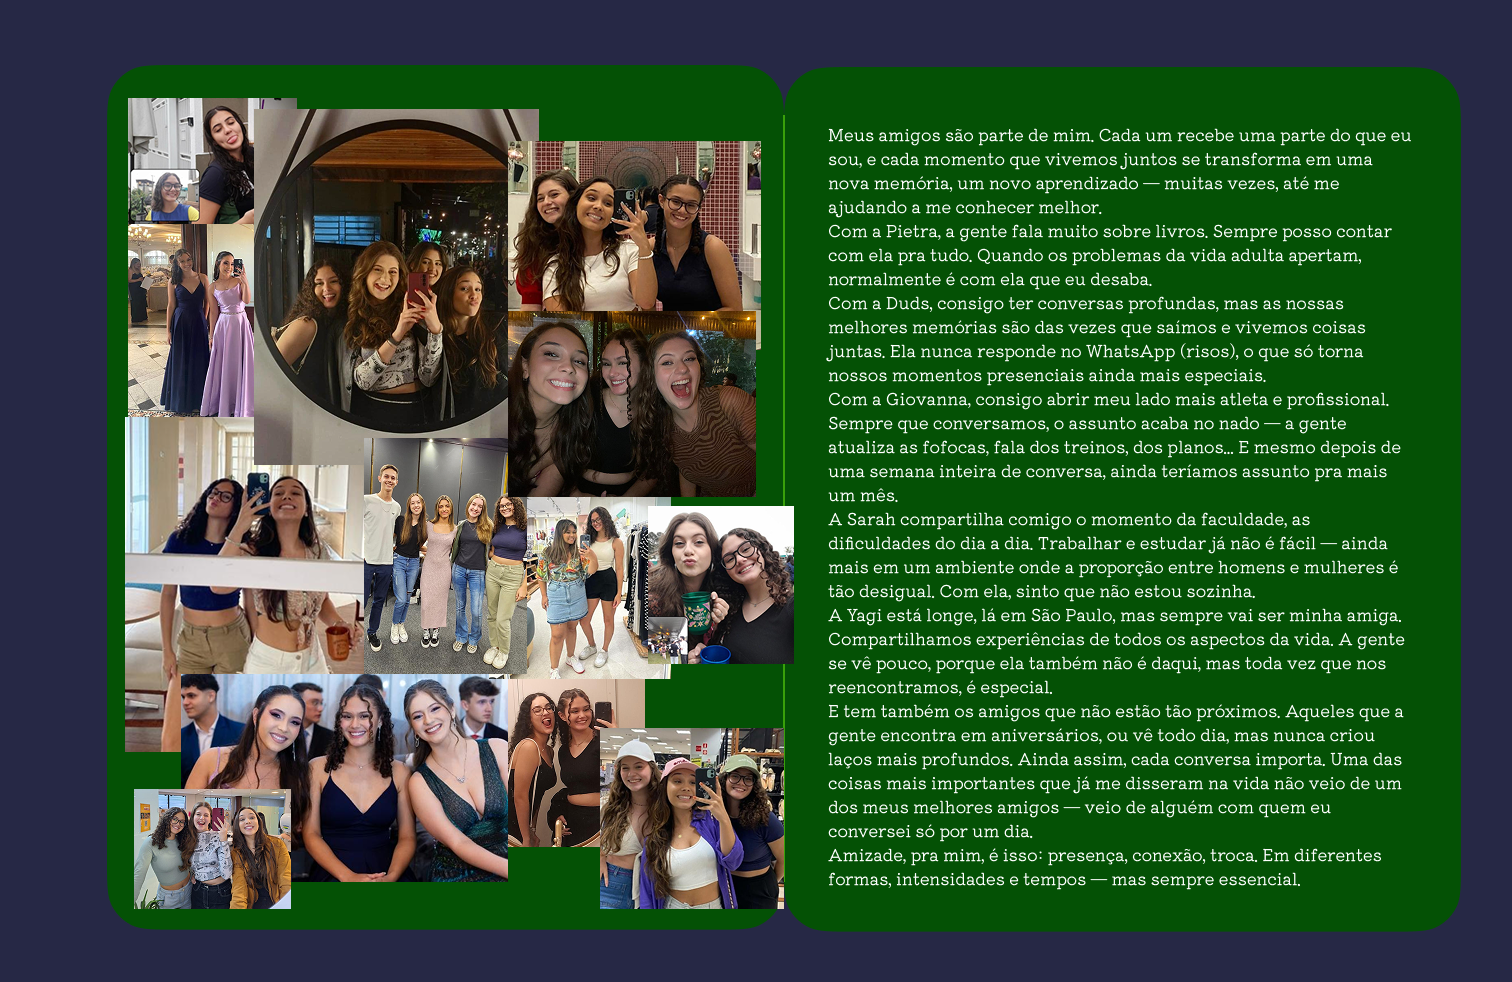 Meus amigos são parte de mim. Cada um recebe uma parte do que eu
sou, e cada momento que vivemos juntos se transforma em uma
nova memória, um novo aprendizado — muitas vezes, até me
ajudando a me conhecer melhor.
Com a Pietra, a gente fala muito sobre livros. Sempre posso contar
com ela pra tudo. Quando os problemas da vida adulta apertam,
normalmente é com ela que eu desaba.
Com a Duds, consigo ter conversas profundas, mas as nossas
melhores memórias são das vezes que saímos e vivemos coisas
juntas. Ela nunca responde no WhatsApp (risos), o que só torna
nossos momentos presenciais ainda mais especiais.
Com a Giovanna, consigo abrir meu lado mais atleta e profissional.
Sempre que conversamos, o assunto acaba no nado — a gente
atualiza as fofocas, fala dos treinos, dos planos... E mesmo depois de
uma semana inteira de conversa, ainda teríamos assunto pra mais
um mês.
A Sarah compartilha comigo o momento da faculdade, as
dificuldades do dia a dia. Trabalhar e estudar já não é fácil — ainda
mais em um ambiente onde a proporção entre homens e mulheres é
tão desigual. Com ela, sinto que não estou sozinha.
A Yagi está longe, lá em São Paulo, mas sempre vai ser minha amiga.
Compartilhamos experiências de todos os aspectos da vida. A gente
se vê pouco, porque ela também não é daqui, mas toda vez que nos
reencontramos, é especial.
E tem também os amigos que não estão tão próximos. Aqueles que a
gente encontra em aniversários, ou vê todo dia, mas nunca criou
laços mais profundos. Ainda assim, cada conversa importa. Uma das
coisas mais importantes que já me disseram na vida não veio de um
dos meus melhores amigos — veio de alguém com quem eu
conversei só por um dia.
Amizade, pra mim, é isso: presença, conexão, troca. Em diferentes
formas, intensidades e tempos — mas sempre essencial.